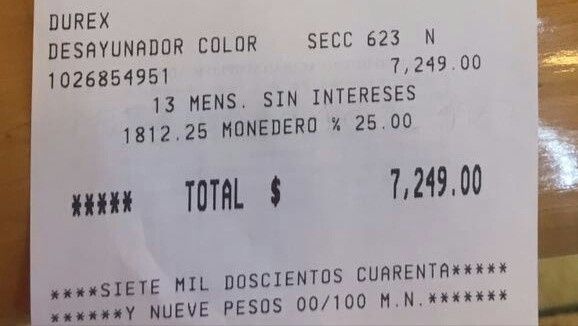 DUREX
DESAYUNADOR COLOR SECC 623 N
1026854951 7,249.00
13 MENS. SIN INTERESES
1812.25 MONEDERO % 25.00
***** TOTAL $ 7,249.00
****SIETE MIL DOSCIENTOS CUARENTA*****
******Y NUEVE PESOS 00/100 M.N.*******